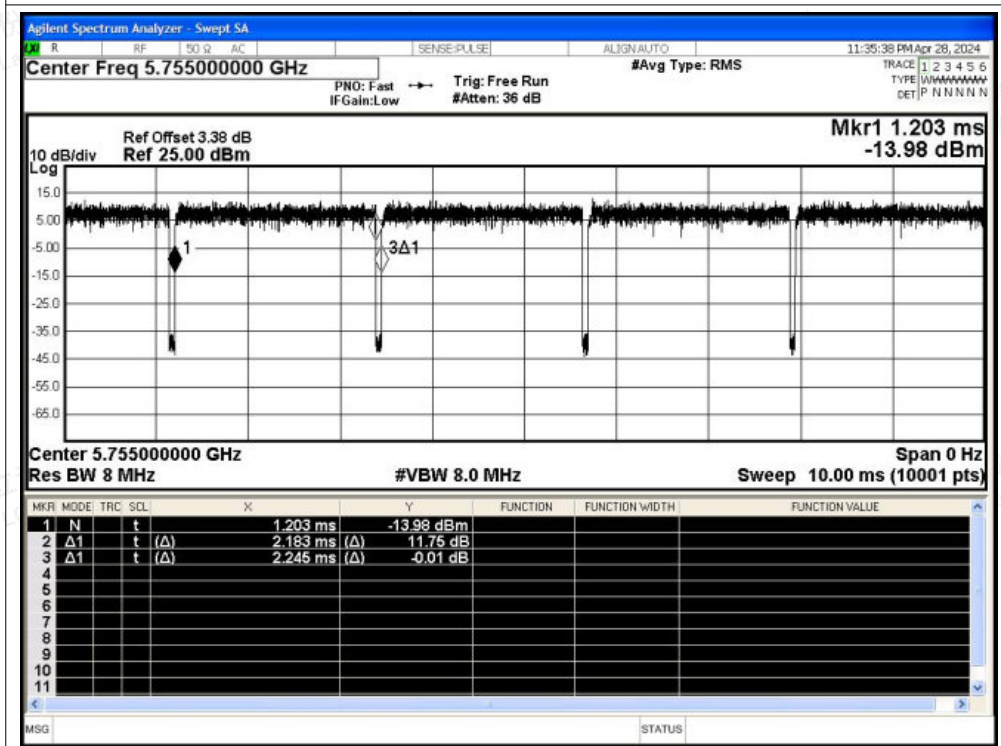 Agilent Spectrum Analyzer - Swept SA
LXI R RF 50 Ω AC SENSE:PULSE ALIGNAUTO 11:35:38 PM Apr 28, 2024
Center Freq 5.755000000 GHz #Avg Type: RMS TRACE 1 2 3 4 5 6
PNO: Fast Trig: Free Run TYPE WWWWWW
IFGain:Low #Atten: 36 dB DET P N N N N N
Mkr1 1.203 ms
Ref Offset 3.38 dB
10 dB/div Ref 25.00 dBm -13.98 dBm
Log
15.0
5.00
-5.00
1
3Δ1
-15.0
-25.0
-35.0
-45.0
-55.0
-65.0
Center 5.755000000 GHz Span 0 Hz
Res BW 8 MHz #VBW 8.0 MHz Sweep 10.00 ms (10001 pts)
MKR MODE TRC SCL X Y FUNCTION FUNCTION WIDTH FUNCTION VALUE
1 N t 1.203 ms -13.98 dBm
2 Δ1 t (Δ) 2.183 ms (Δ) 11.75 dB
3 Δ1 t (Δ) 2.245 ms (Δ) -0.01 dB
4
5
6
7
8
9
10
11
MSG STATUS